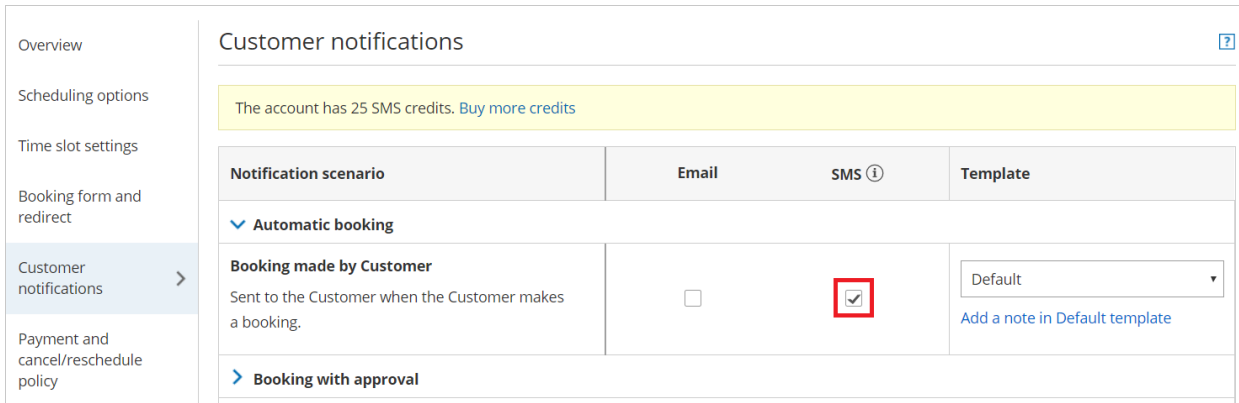 Overview
Scheduling options
Time slot settings
Booking form and
redirect
Customer
notifications
Payment and
cancel/reschedule
policy
Customer notifications
?
The account has 25 SMS credits. Buy more credits
Notification scenario Email SMS i Template
Automatic booking
Booking made by Customer
Sent to the Customer when the Customer makes
a booking.
Default
Add a note in Default template
Booking with approval